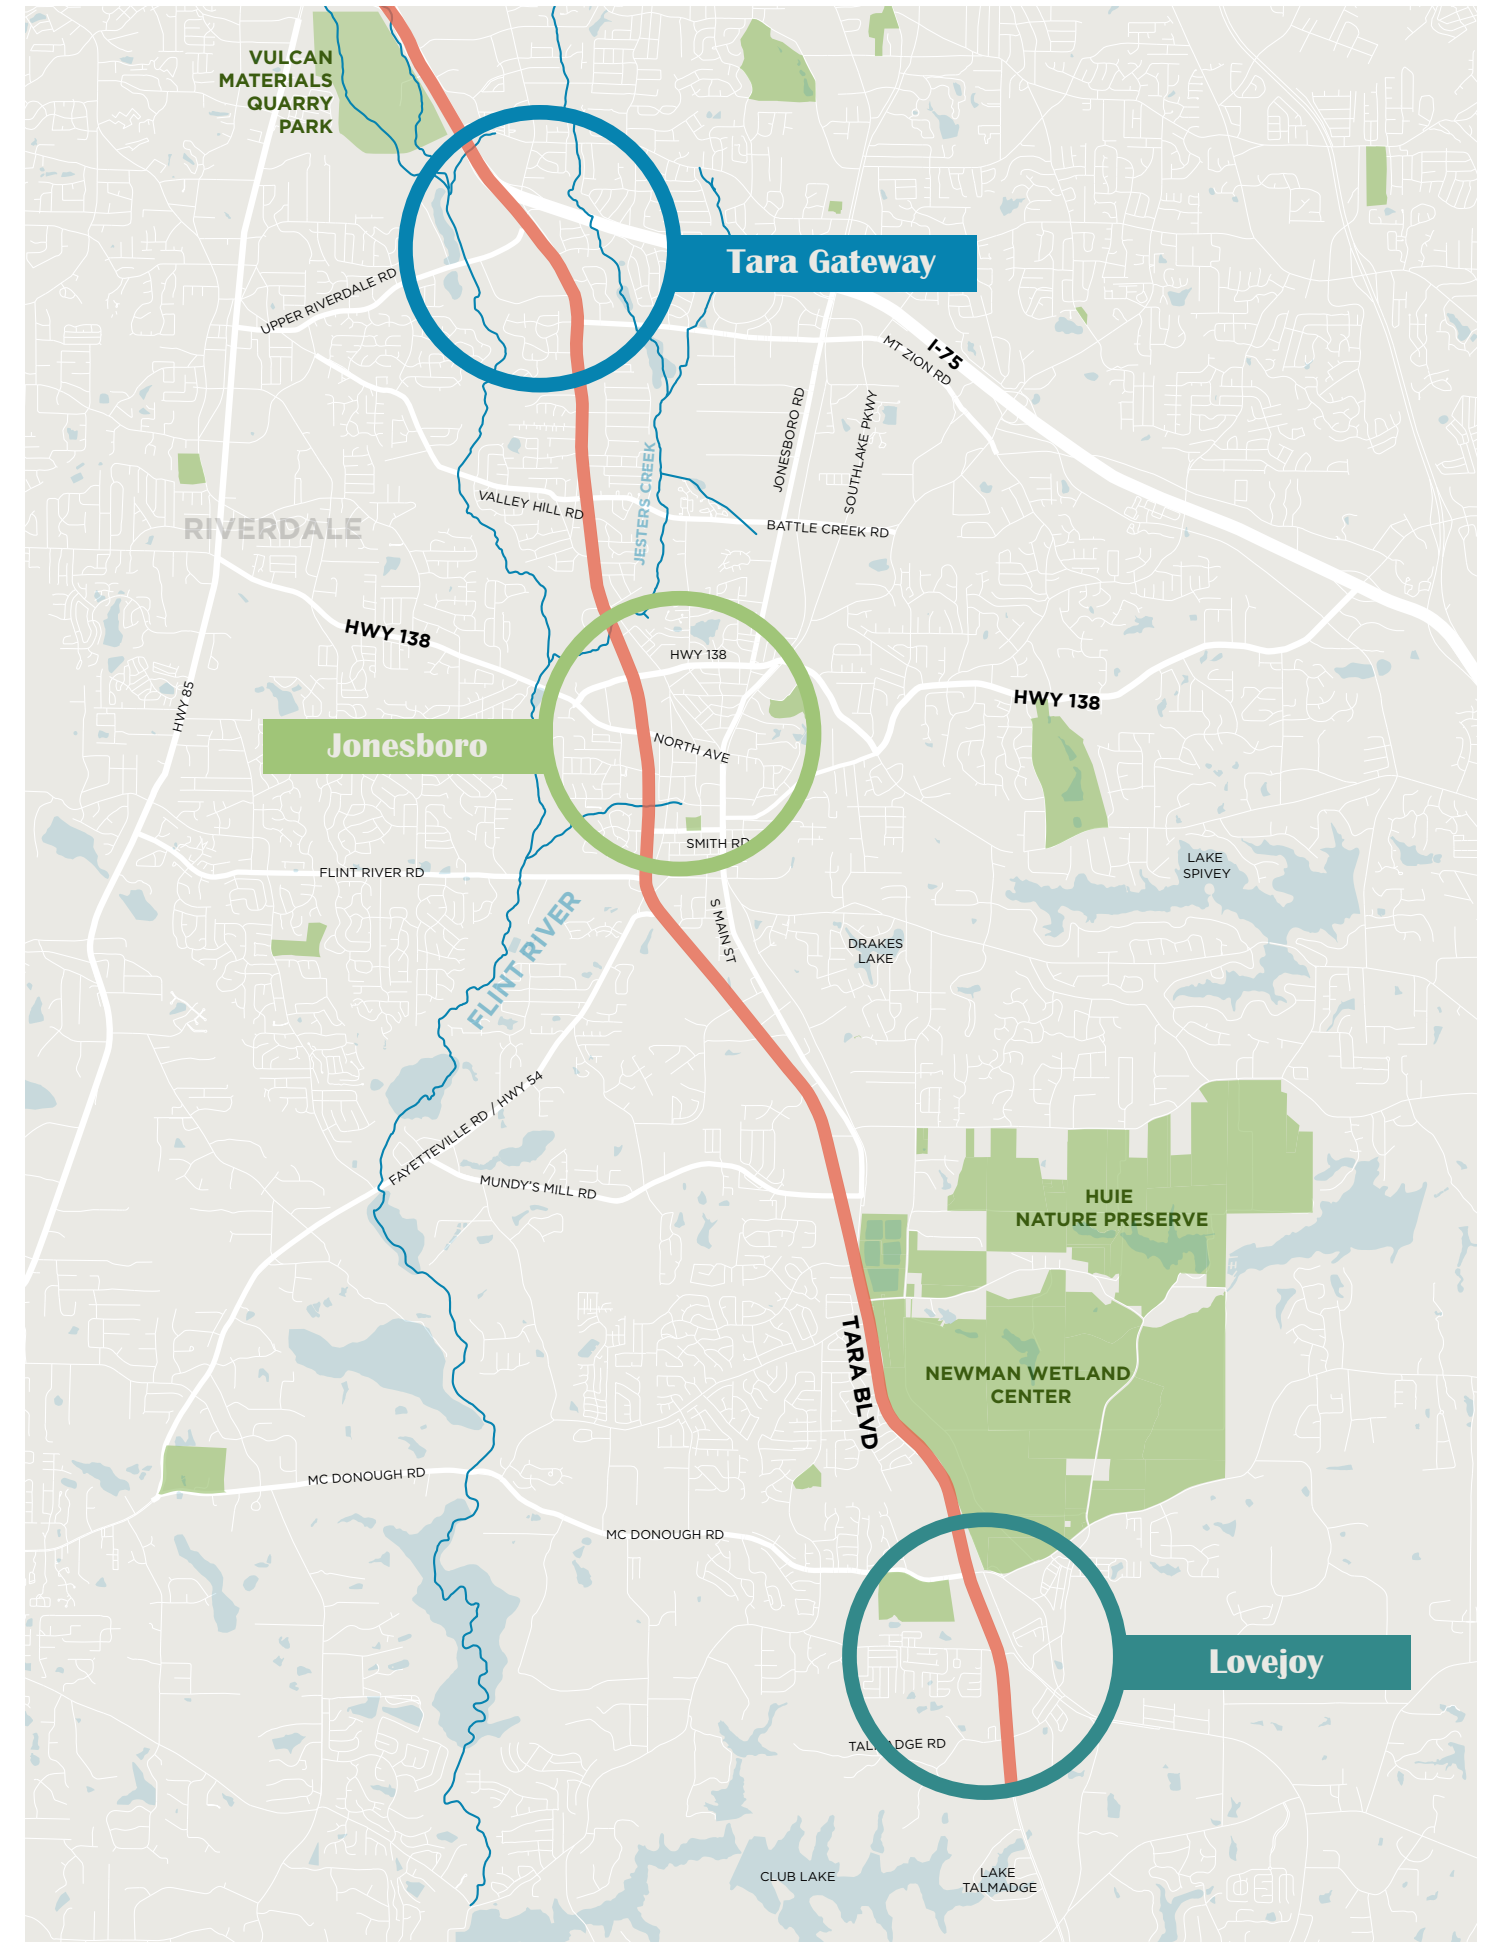 VULCAN
MATERIALS
QUARRY
PARK
Tara Gateway
UPPER RIVERDALE RD
I-75
MT ZION RD
JONESBORO RD
SOUTHLAKE PKWY
JESTERS CREEK
VALLEY HILL RD
BATTLE CREEK RD
RIVERDALE
HWY 138
HWY 138
HWY 138
HWY 85
Jonesboro
NORTH AVE
SMITH RD
LAKE
SPIVEY
FLINT RIVER RD
FLINT RIVER
S MAIN ST
DRAKES
LAKE
FAYETTEVILLE RD / HWY 54
MUNDY'S MILL RD
HUIE
NATURE PRESERVE
TARA BLVD
NEWMAN WETLAND
CENTER
MC DONOUGH RD
MC DONOUGH RD
Lovejoy
TALMADGE RD
CLUB LAKE
LAKE
TALMADGE